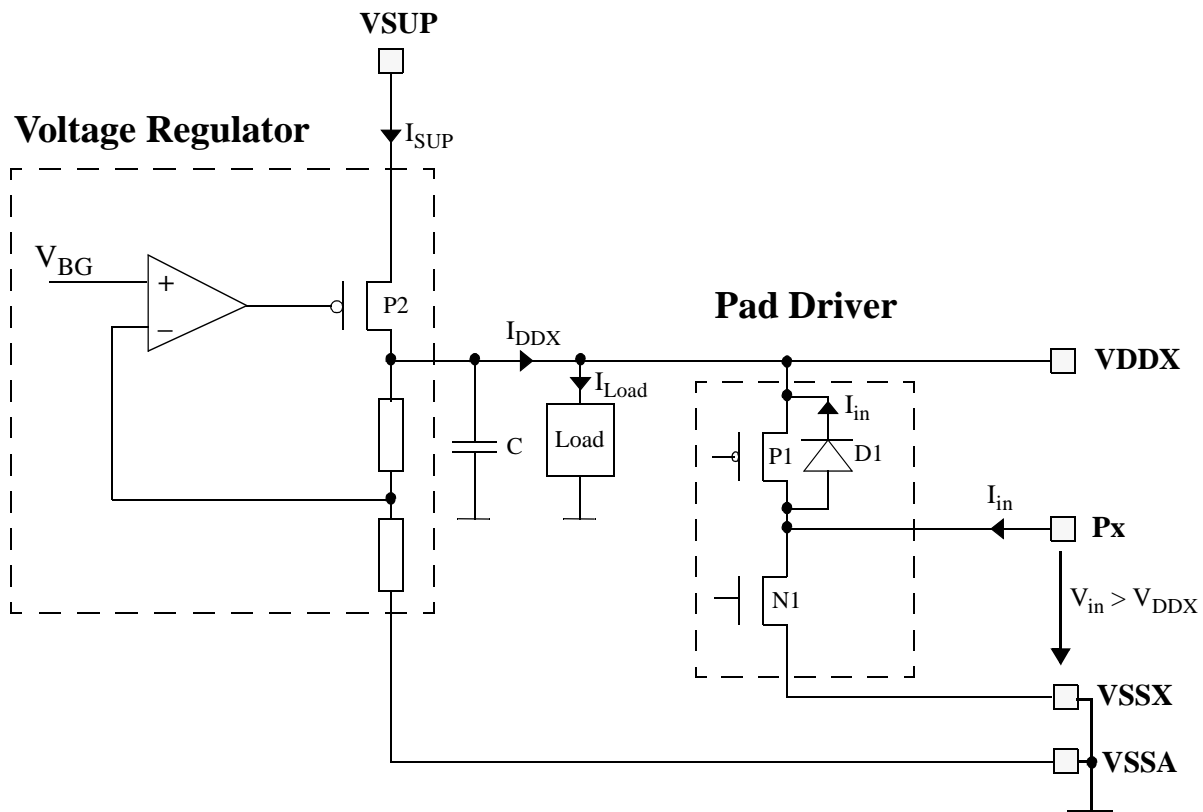 VSUP
Voltage Regulator
I_SUP
V_BG
+
−
P2
Pad Driver
I_DDX
VDDX
I_Load
I_in
Load
C
P1
D1
I_in
Px
N1
V_in > V_DDX
VSSX
VSSA